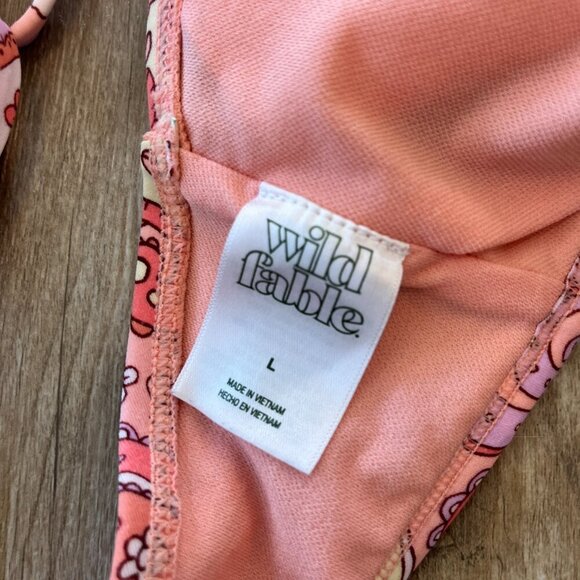 wild
fable.
L
MADE IN VIETNAM
HECHO EN VIETNAM